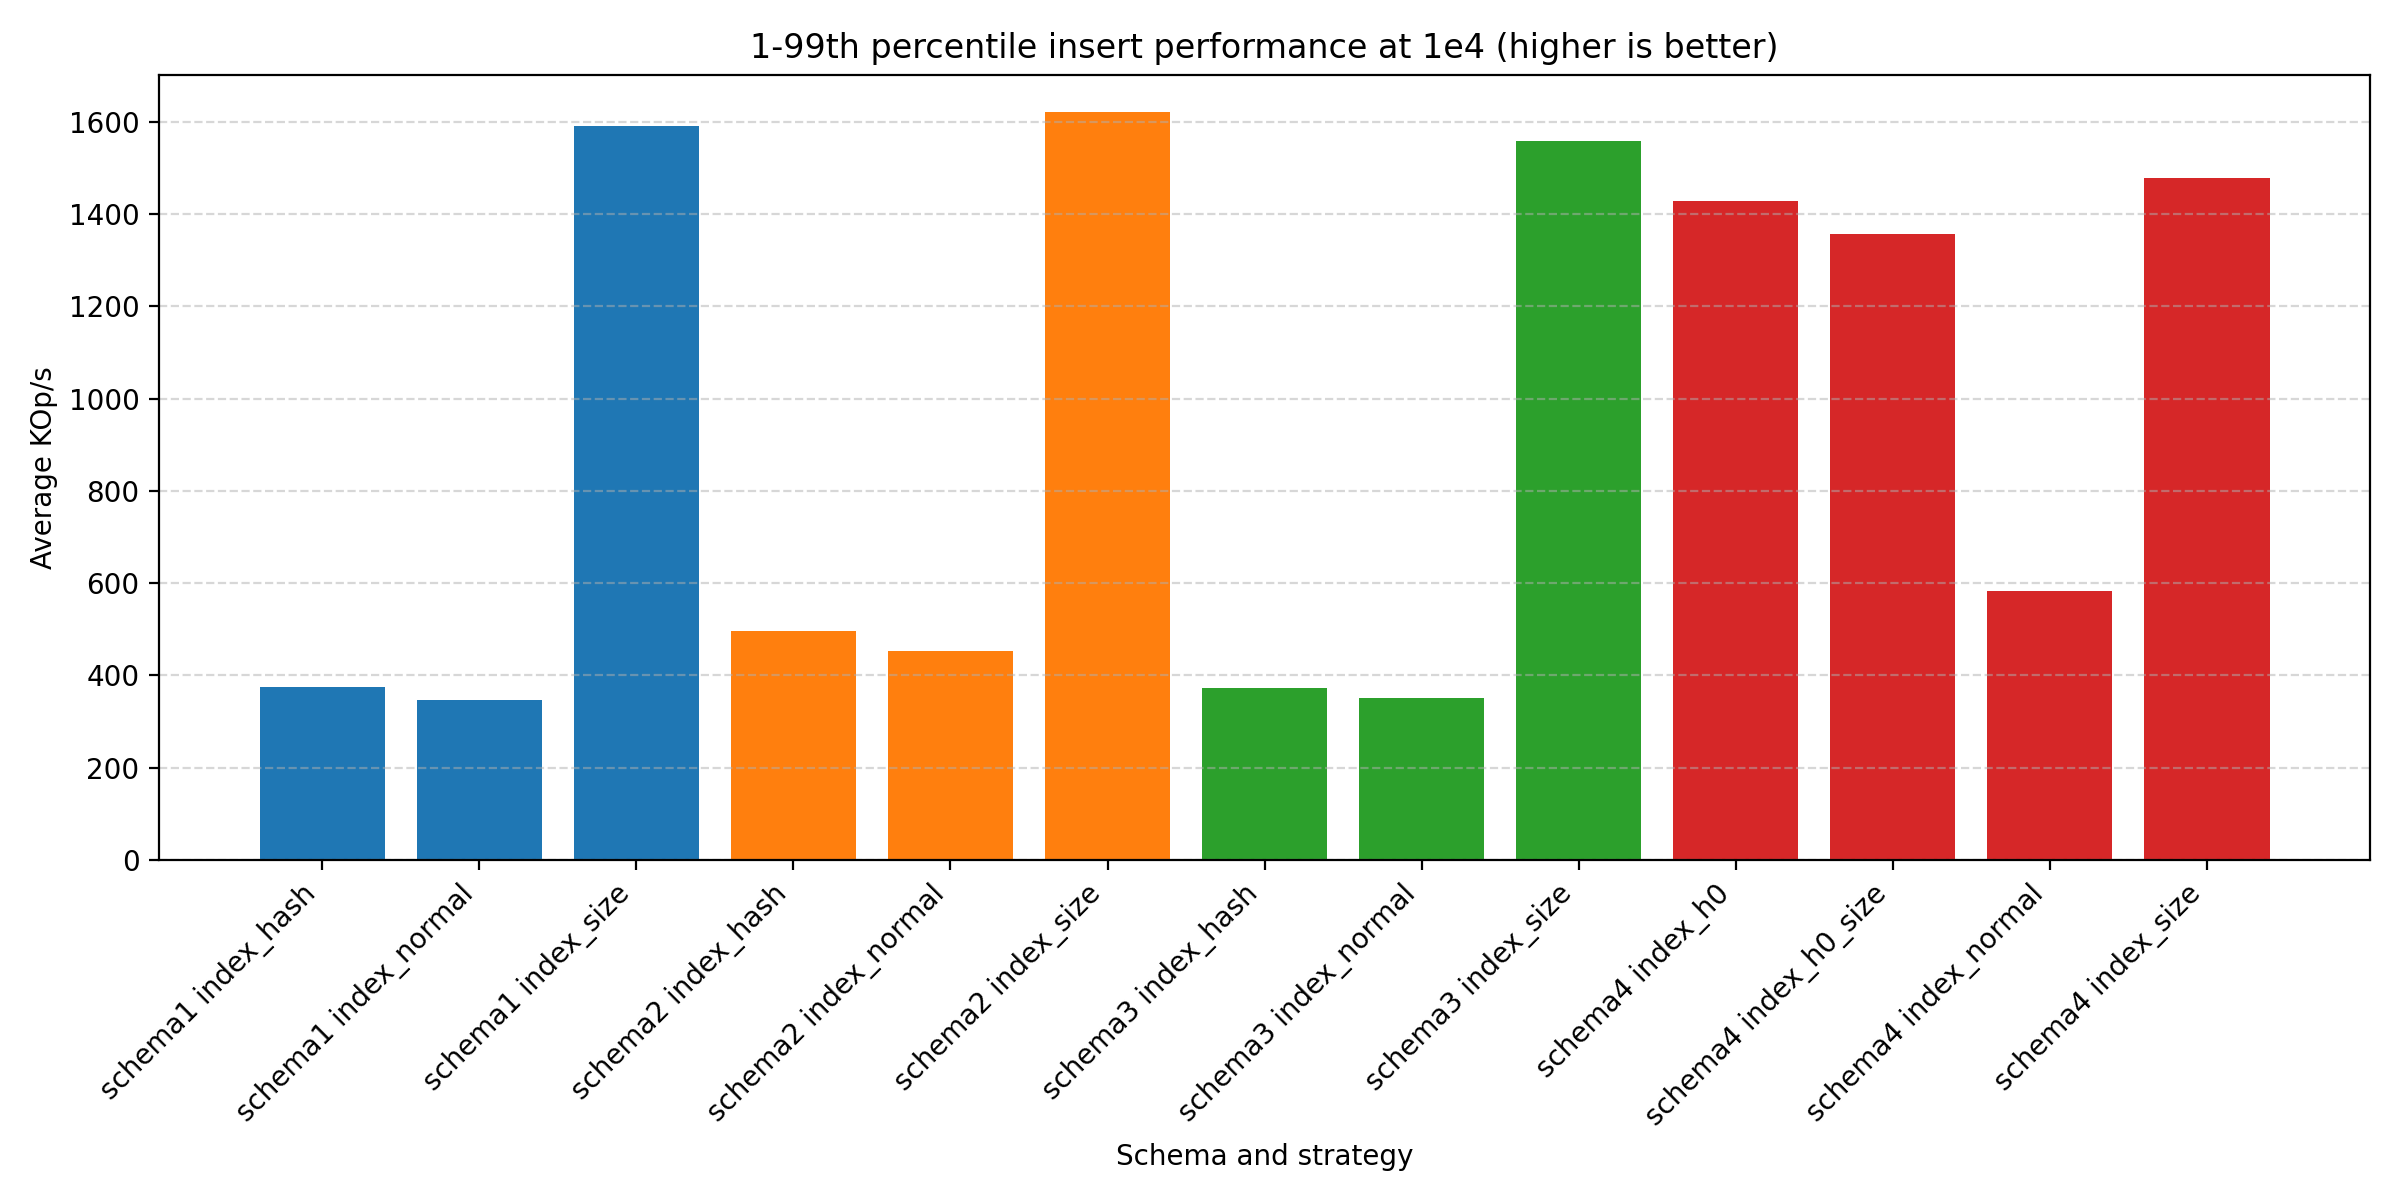 1-99th percentile insert performance at 1e4 (higher is better)
Average KOp/s
1600
1400
1200
1000
800
600
400
200
0
schema1 index_hash
schema1 index_normal
schema1 index_size
schema2 index_hash
schema2 index_normal
schema2 index_size
schema3 index_hash
schema3 index_normal
schema3 index_size
schema4 index_h0
schema4 index_h0_size
schema4 index_normal
schema4 index_size
Schema and strategy